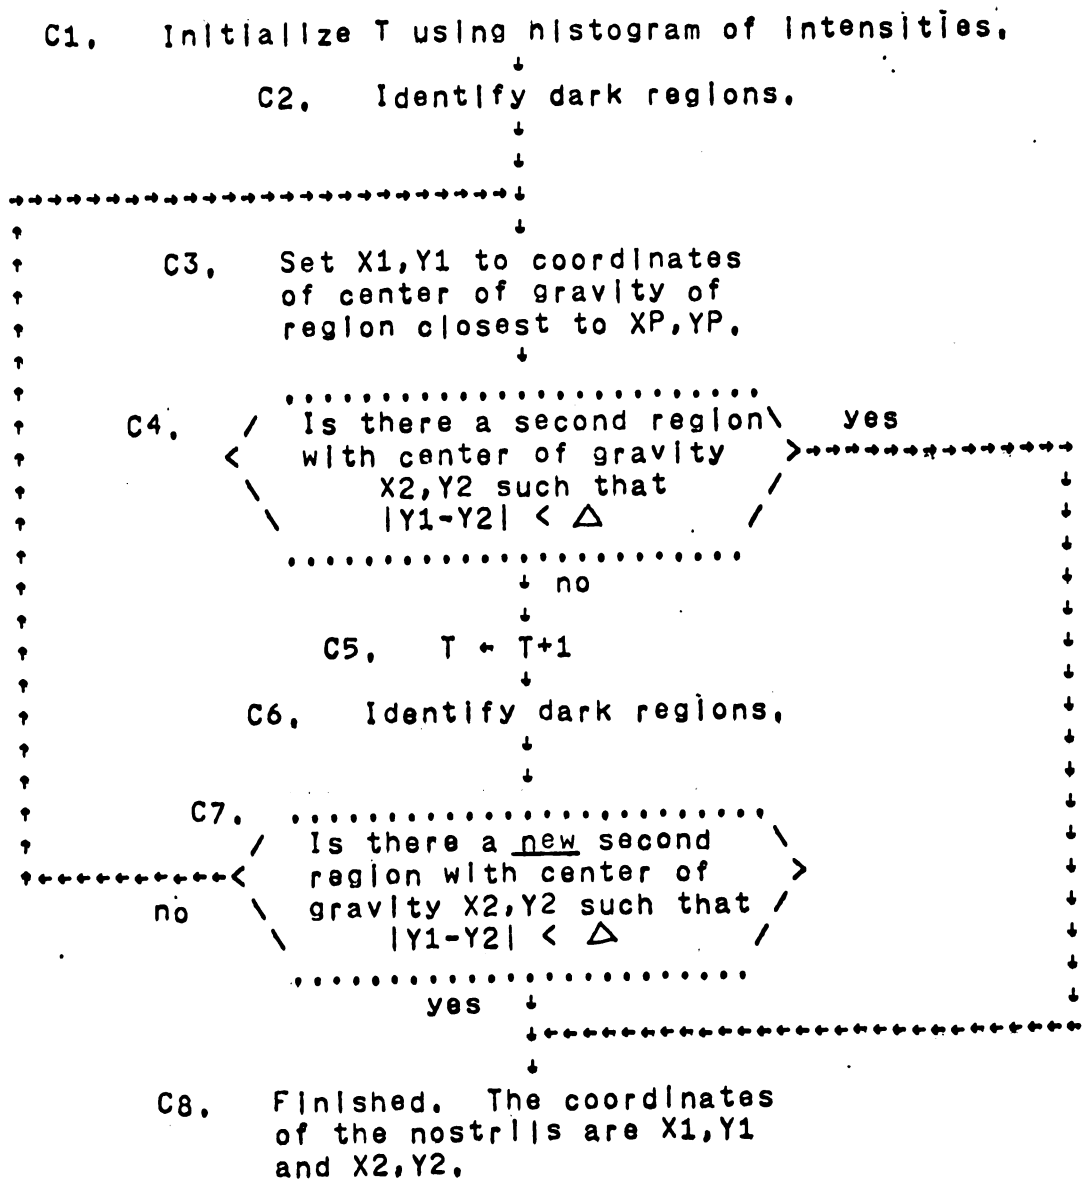 C1. Initialize T using histogram of intensities.
C2. Identify dark regions.
C3. Set X1,Y1 to coordinates
of center of gravity of
region closest to XP,YP.
C4. Is there a second region yes
with center of gravity
X2,Y2 such that
|Y1-Y2| < △
no
C5. T ← T+1
C6. Identify dark regions.
C7.
Is there a new second
region with center of
no gravity X2,Y2 such that
|Y1-Y2| < △
yes
C8. Finished. The coordinates
of the nostrils are X1,Y1
and X2,Y2.